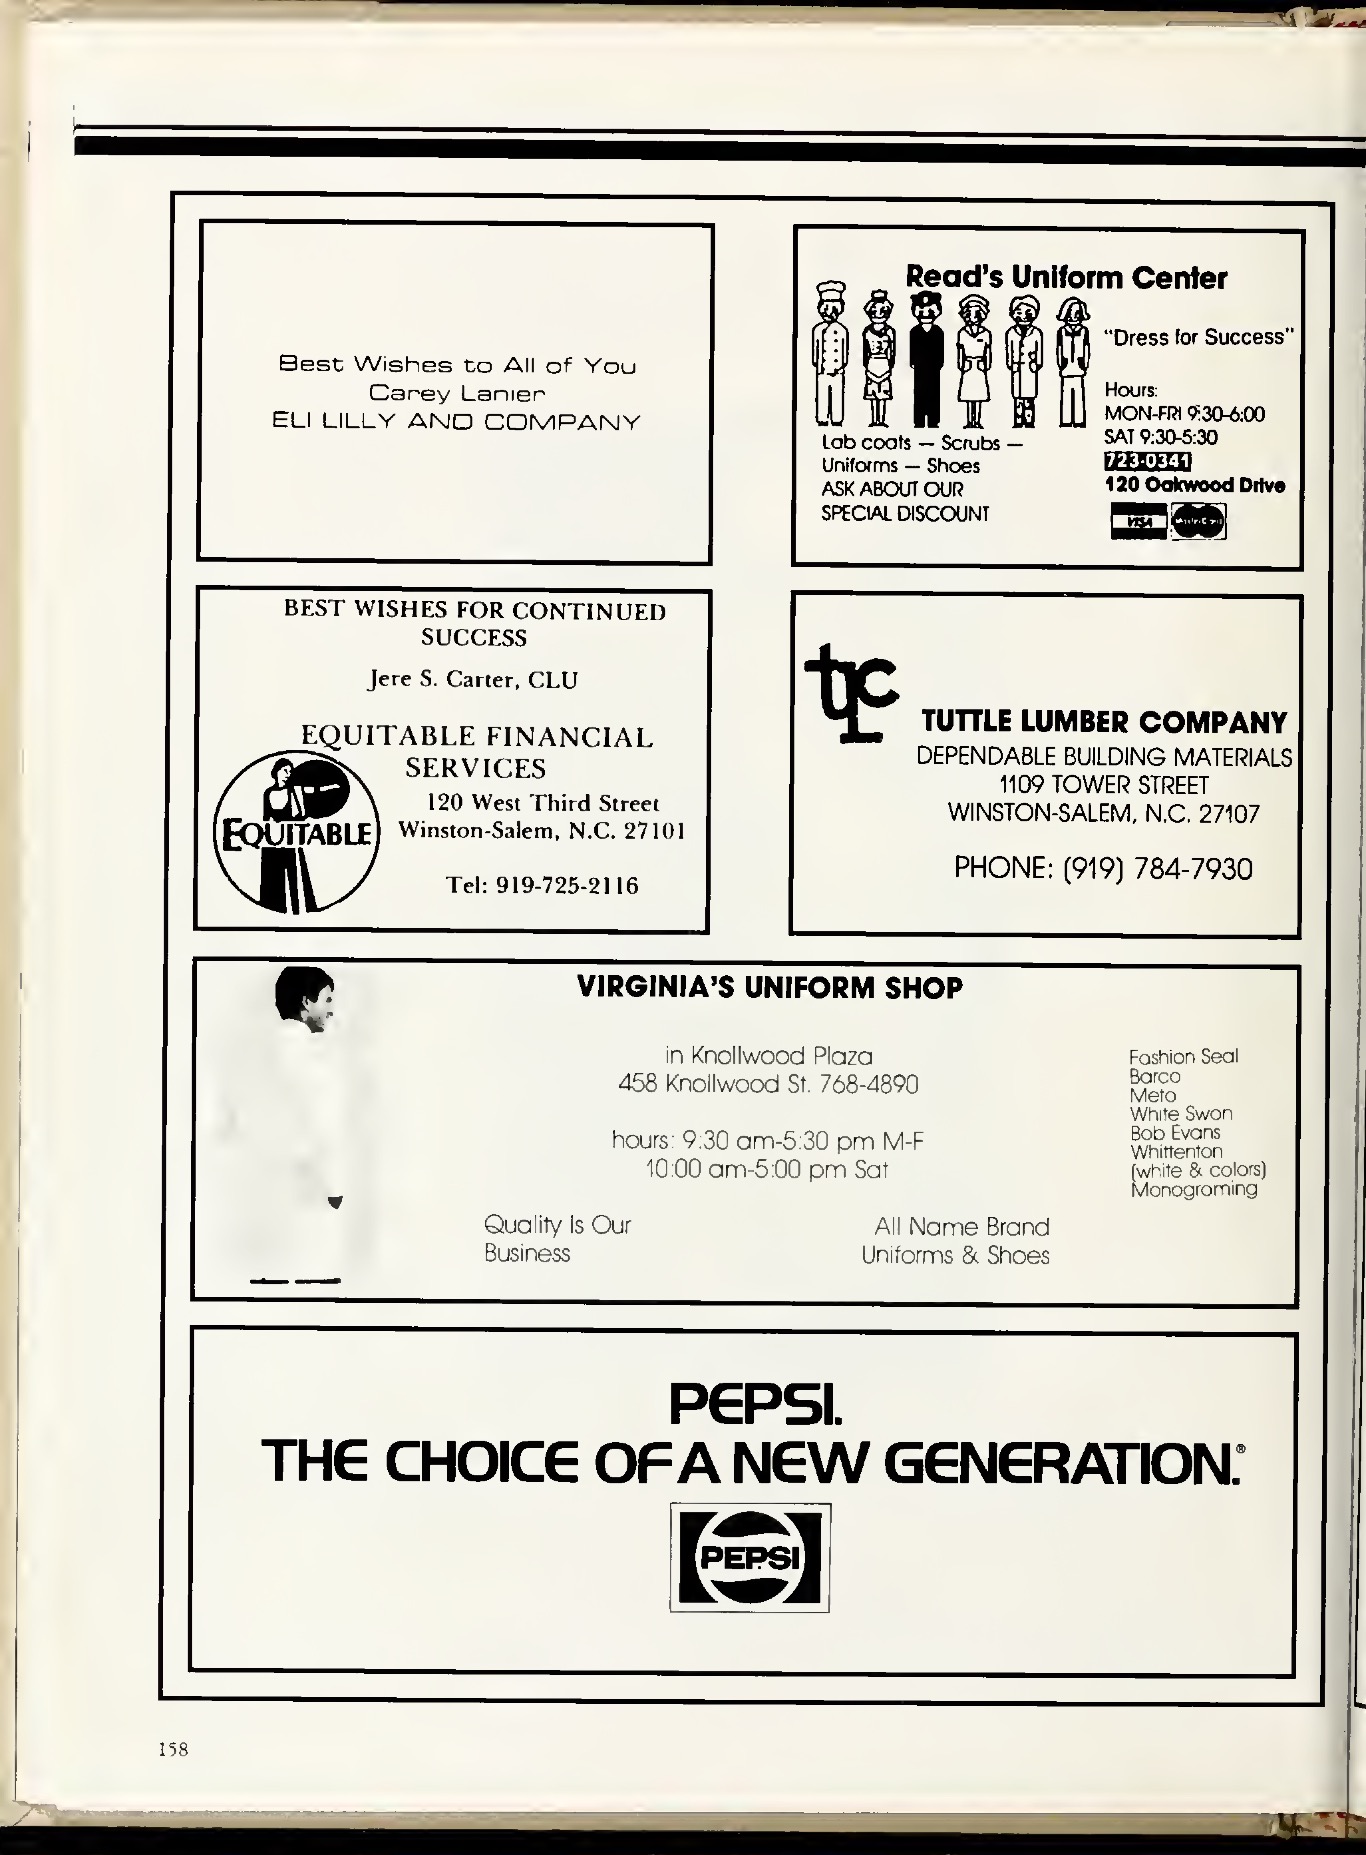 Best Wishes to All of You
Carey Lanier
ELI LILLY AND COMPANY
Read's Uniform Center
"Dress for Success"
Hours:
MON-FRI 9:30-6:00
SAT 9:30-5:30
723-0341
120 Oakwood Drive
VISA
Lab coats — Scrubs —
Uniforms — Shoes
ASK ABOUT OUR
SPECIAL DISCOUNT
BEST WISHES FOR CONTINUED
SUCCESS
Jere S. Carter, CLU
EQUITABLE FINANCIAL
SERVICES
120 West Third Street
Winston-Salem, N.C. 27101
Tel: 919-725-2116
EQUITABLE
tlc
TUTTLE LUMBER COMPANY
DEPENDABLE BUILDING MATERIALS
1109 TOWER STREET
WINSTON-SALEM, N.C. 27107
PHONE: (919) 784-7930
VIRGINIA'S UNIFORM SHOP
in Knollwood Plaza
458 Knollwood St. 768-4890
hours: 9:30 am-5:30 pm M-F
10:00 am-5:00 pm Sat
Quality Is Our
Business
All Name Brand
Uniforms & Shoes
Fashion Seal
Barco
Meta
White Swan
Bob Evans
Whittenton
(white & colors)
Monograming
PEPSI.
THE CHOICE OF A NEW GENERATION.®
PEPSI
158